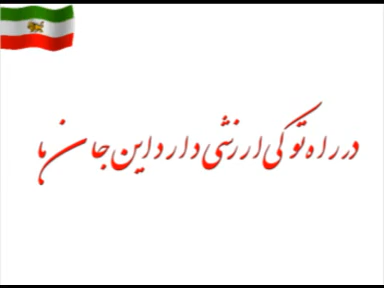 در راه تو کی ارزشی دارد این جان ما